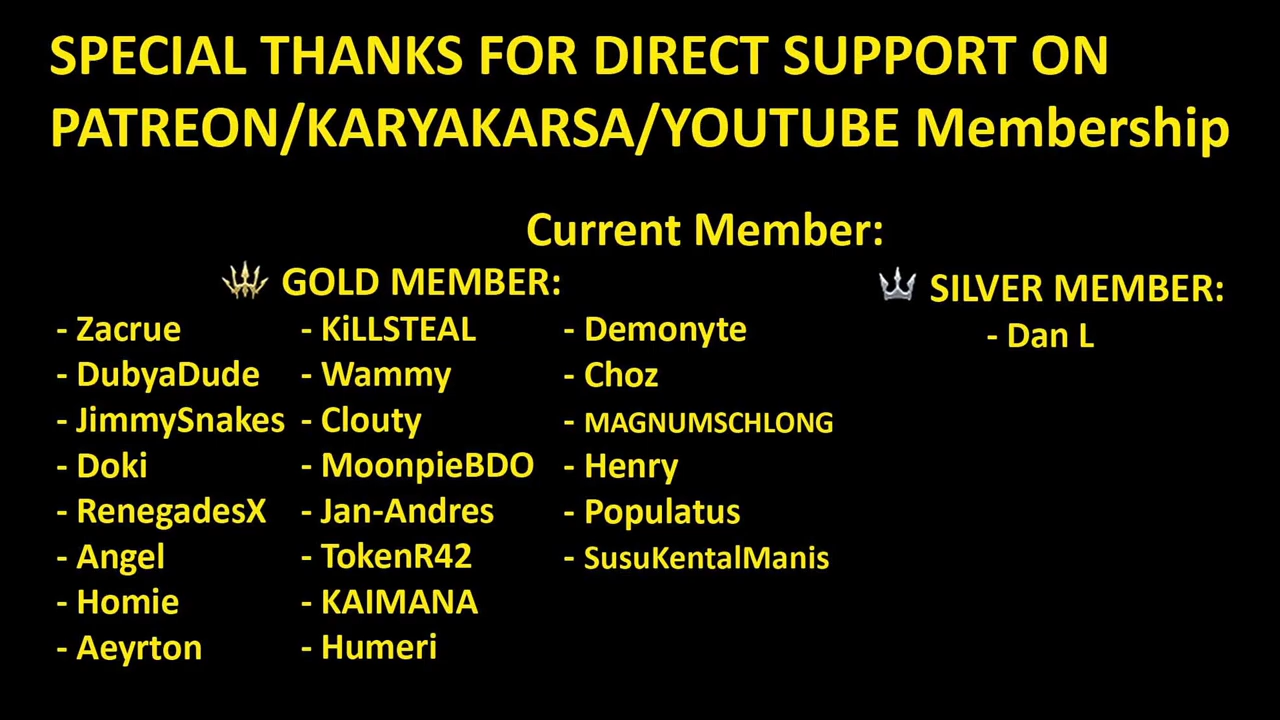 SPECIAL THANKS FOR DIRECT SUPPORT ON
PATREON/KARYAKARSA/YOUTUBE Membership
Current Member:
GOLD MEMBER:
- Zacrue
- DubyaDude
- JimmySnakes
- Doki
- RenegadesX
- Angel
- Homie
- Aeyrton
- KiLLSTEAL
- Wammy
- Clouty
- MoonpieBDO
- Jan-Andres
- TokenR42
- KAIMANA
- Humeri
- Demonyte
- Choz
- MAGNUMSCHLONG
- Henry
- Populatus
- SusuKentalManis
SILVER MEMBER:
- Dan L